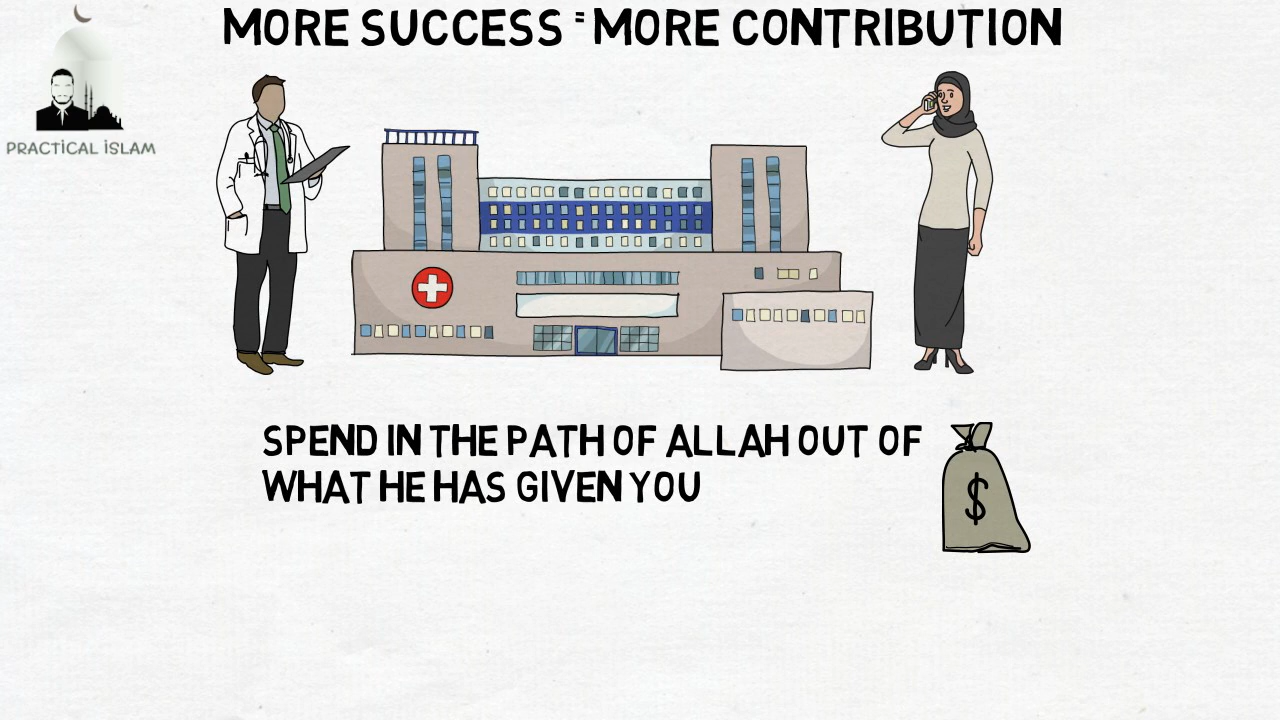 MORE SUCCESS = MORE CONTRIBUTION
PRACTICAL ISLAM
SPEND IN THE PATH OF ALLAH OUT OF
WHAT HE HAS GIVEN YOU
$